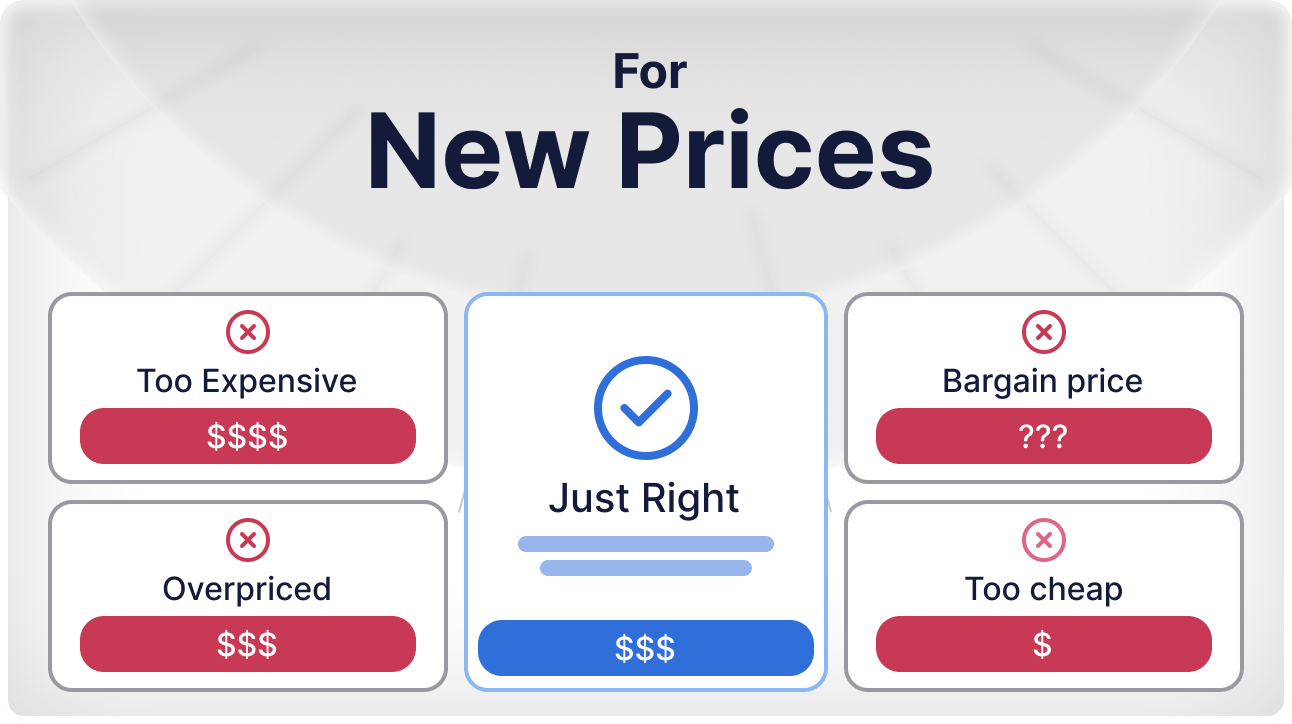 For
New Prices
Too Expensive
$$$$
Overpriced
$$$
Just Right
$$$
Bargain price
???
Too cheap
$